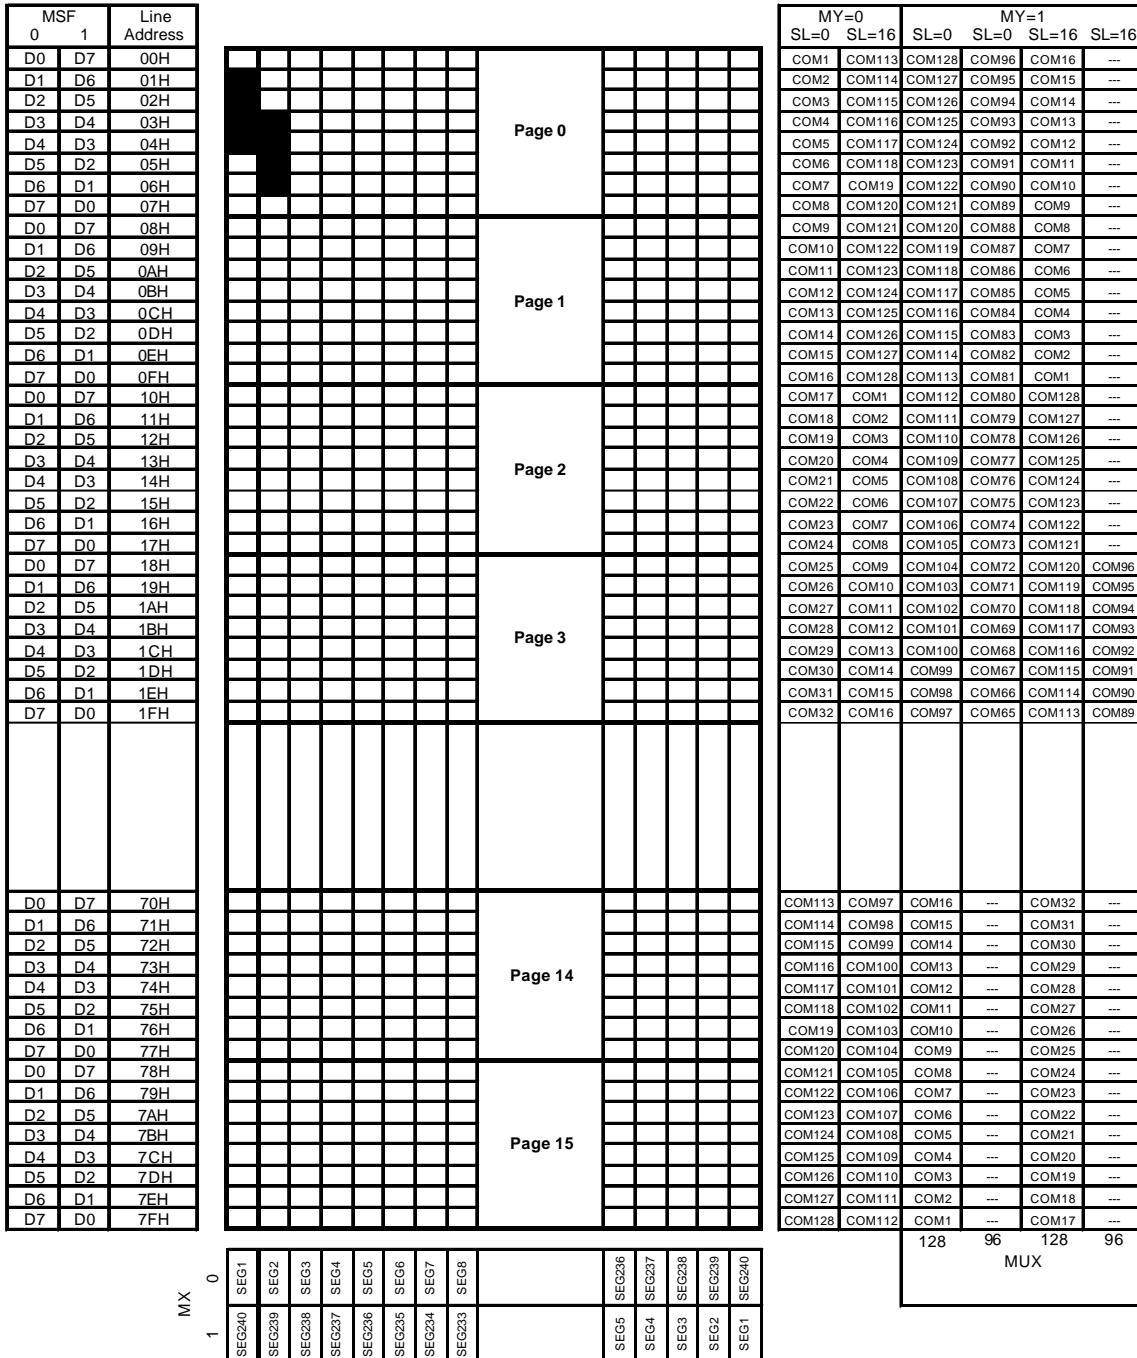 MSF Line MY=0 MY=1
0 1 Address SL=0 SL=16 SL=0 SL=0 SL=16 SL=16
D0 D7 00H COM1 COM113 COM128 COM96 COM16 ---
D1 D6 01H COM2 COM114 COM127 COM95 COM15 ---
D2 D5 02H COM3 COM115 COM126 COM94 COM14 ---
D3 D4 03H COM4 COM116 COM125 COM93 COM13 ---
Page 0
D4 D3 04H COM5 COM117 COM124 COM92 COM12 ---
D5 D2 05H COM6 COM118 COM123 COM91 COM11 ---
D6 D1 06H COM7 COM19 COM122 COM90 COM10 ---
D7 D0 07H COM8 COM120 COM121 COM89 COM9 ---
D0 D7 08H COM9 COM121 COM120 COM88 COM8 ---
D1 D6 09H COM10 COM122 COM119 COM87 COM7 ---
D2 D5 0AH COM11 COM123 COM118 COM86 COM6 ---
D3 D4 0BH COM12 COM124 COM117 COM85 COM5 ---
Page 1
D4 D3 0CH COM13 COM125 COM116 COM84 COM4 ---
D5 D2 0DH COM14 COM126 COM115 COM83 COM3 ---
D6 D1 0EH COM15 COM127 COM114 COM82 COM2 ---
D7 D0 0FH COM16 COM128 COM113 COM81 COM1 ---
D0 D7 10H COM17 COM1 COM112 COM80 COM128 ---
D1 D6 11H COM18 COM2 COM111 COM79 COM127 ---
D2 D5 12H COM19 COM3 COM110 COM78 COM126 ---
D3 D4 13H COM20 COM4 COM109 COM77 COM125 ---
Page 2
D4 D3 14H COM21 COM5 COM108 COM76 COM124 ---
D5 D2 15H COM22 COM6 COM107 COM75 COM123 ---
D6 D1 16H COM23 COM7 COM106 COM74 COM122 ---
D7 D0 17H COM24 COM8 COM105 COM73 COM121 ---
D0 D7 18H COM25 COM9 COM104 COM72 COM120 COM96
D1 D6 19H COM26 COM10 COM103 COM71 COM119 COM95
D2 D5 1AH COM27 COM11 COM102 COM70 COM118 COM94
D3 D4 1BH COM28 COM12 COM101 COM69 COM117 COM93
Page 3
D4 D3 1CH COM29 COM13 COM100 COM68 COM116 COM92
D5 D2 1DH COM30 COM14 COM99 COM67 COM115 COM91
D6 D1 1EH COM31 COM15 COM98 COM66 COM114 COM90
D7 D0 1FH COM32 COM16 COM97 COM65 COM113 COM89
D0 D7 70H COM113 COM97 COM16 --- COM32 ---
D1 D6 71H COM114 COM98 COM15 --- COM31 ---
D2 D5 72H COM115 COM99 COM14 --- COM30 ---
D3 D4 73H COM116 COM100 COM13 --- COM29 ---
Page 14
D4 D3 74H COM117 COM101 COM12 --- COM28 ---
D5 D2 75H COM118 COM102 COM11 --- COM27 ---
D6 D1 76H COM19 COM103 COM10 --- COM26 ---
D7 D0 77H COM120 COM104 COM9 --- COM25 ---
D0 D7 78H COM121 COM105 COM8 --- COM24 ---
D1 D6 79H COM122 COM106 COM7 --- COM23 ---
D2 D5 7AH COM123 COM107 COM6 --- COM22 ---
D3 D4 7BH COM124 COM108 COM5 --- COM21 ---
Page 15
D4 D3 7CH COM125 COM109 COM4 --- COM20 ---
D5 D2 7DH COM126 COM110 COM3 --- COM19 ---
D6 D1 7EH COM127 COM111 COM2 --- COM18 ---
D7 D0 7FH COM128 COM112 COM1 --- COM17 ---
128 96 128 96
MUX
MX
0 SEG1 SEG2 SEG3 SEG4 SEG5 SEG6 SEG7 SEG8 SEG236 SEG237 SEG238 SEG239 SEG240
1 SEG240 SEG239 SEG238 SEG237 SEG236 SEG235 SEG234 SEG233 SEG5 SEG4 SEG3 SEG2 SEG1